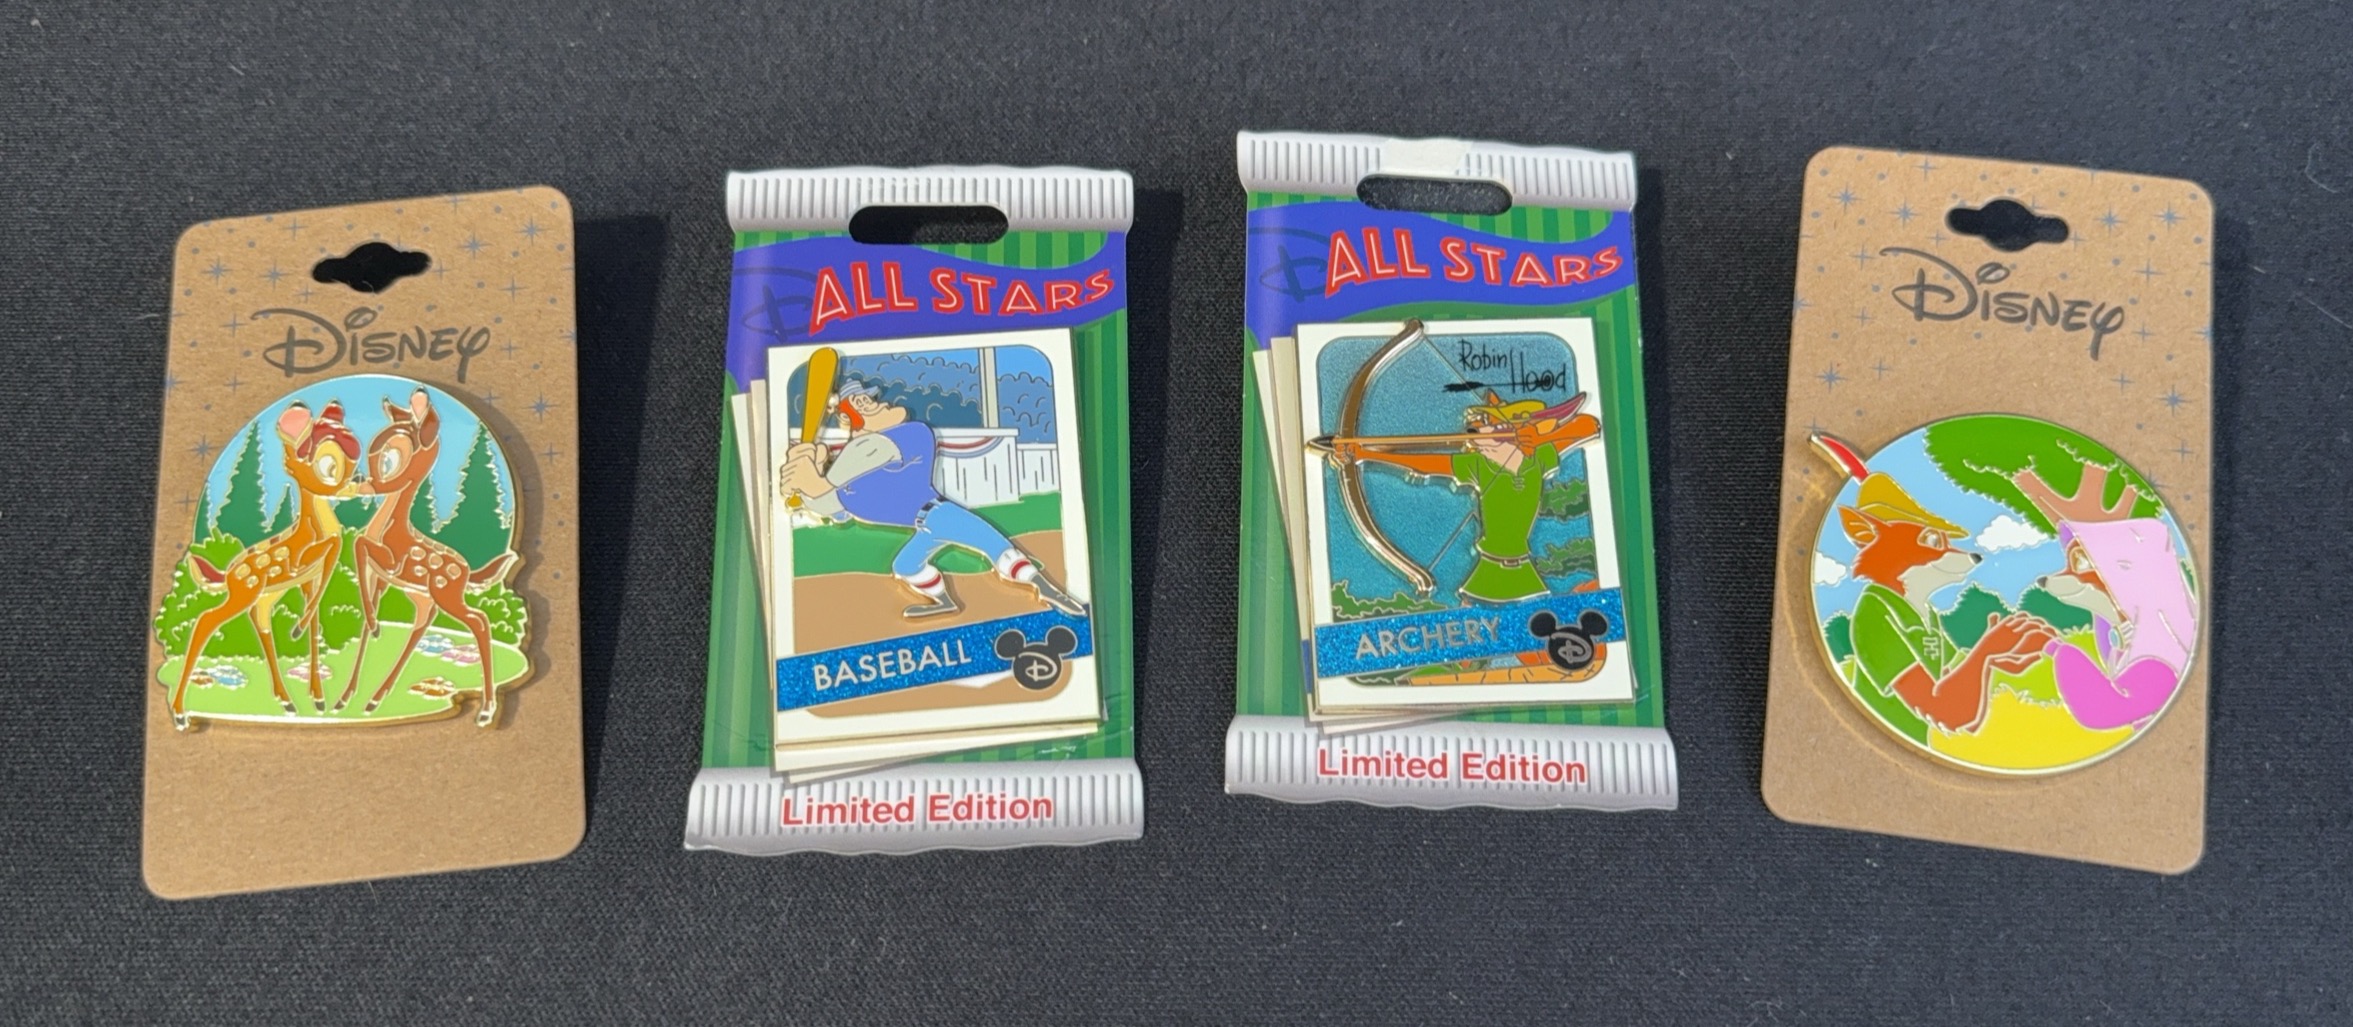 Disney
ALL STARS
BASEBALL
D
Limited Edition
ALL STARS
Robin
Hood
ARCHERY
D
Limited Edition
Disney